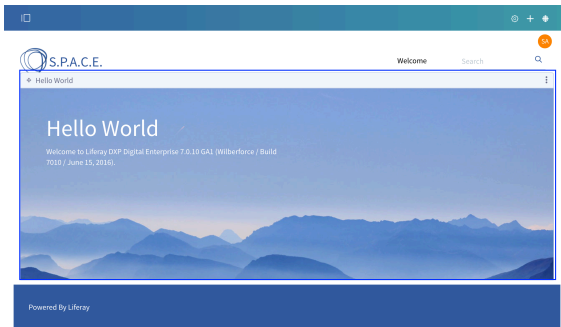 SA
S.P.A.C.E.
Welcome
Search
Hello World
Hello World
Welcome to Liferay DXP Digital Enterprise 7.0.10 GA1 (Wilberforce / Build
7010 / June 15, 2016).
Powered By Liferay